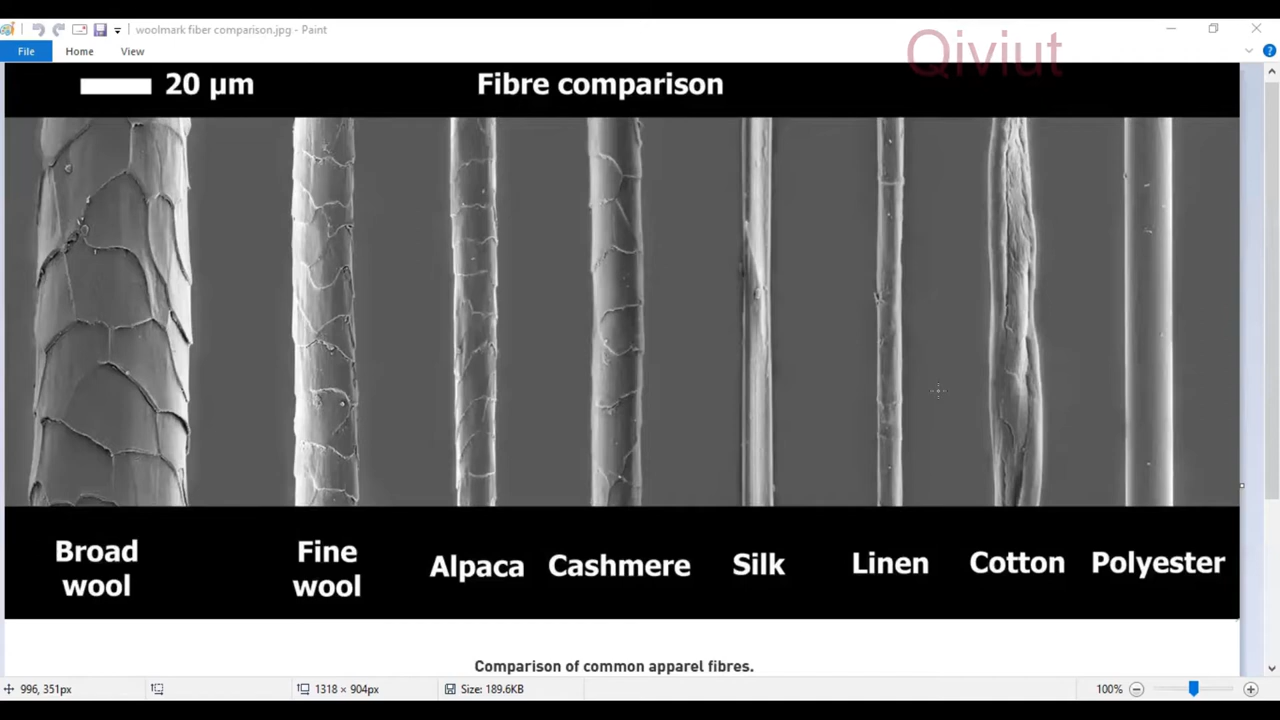 woolmark fiber comparison.jpg - Paint
File Home View
Qiviut
20 µm
Fibre comparison
Broad wool
Fine wool
Alpaca
Cashmere
Silk
Linen
Cotton
Polyester
Comparison of common apparel fibres.
996, 351px
1318 × 904px
Size: 189.6KB
100%